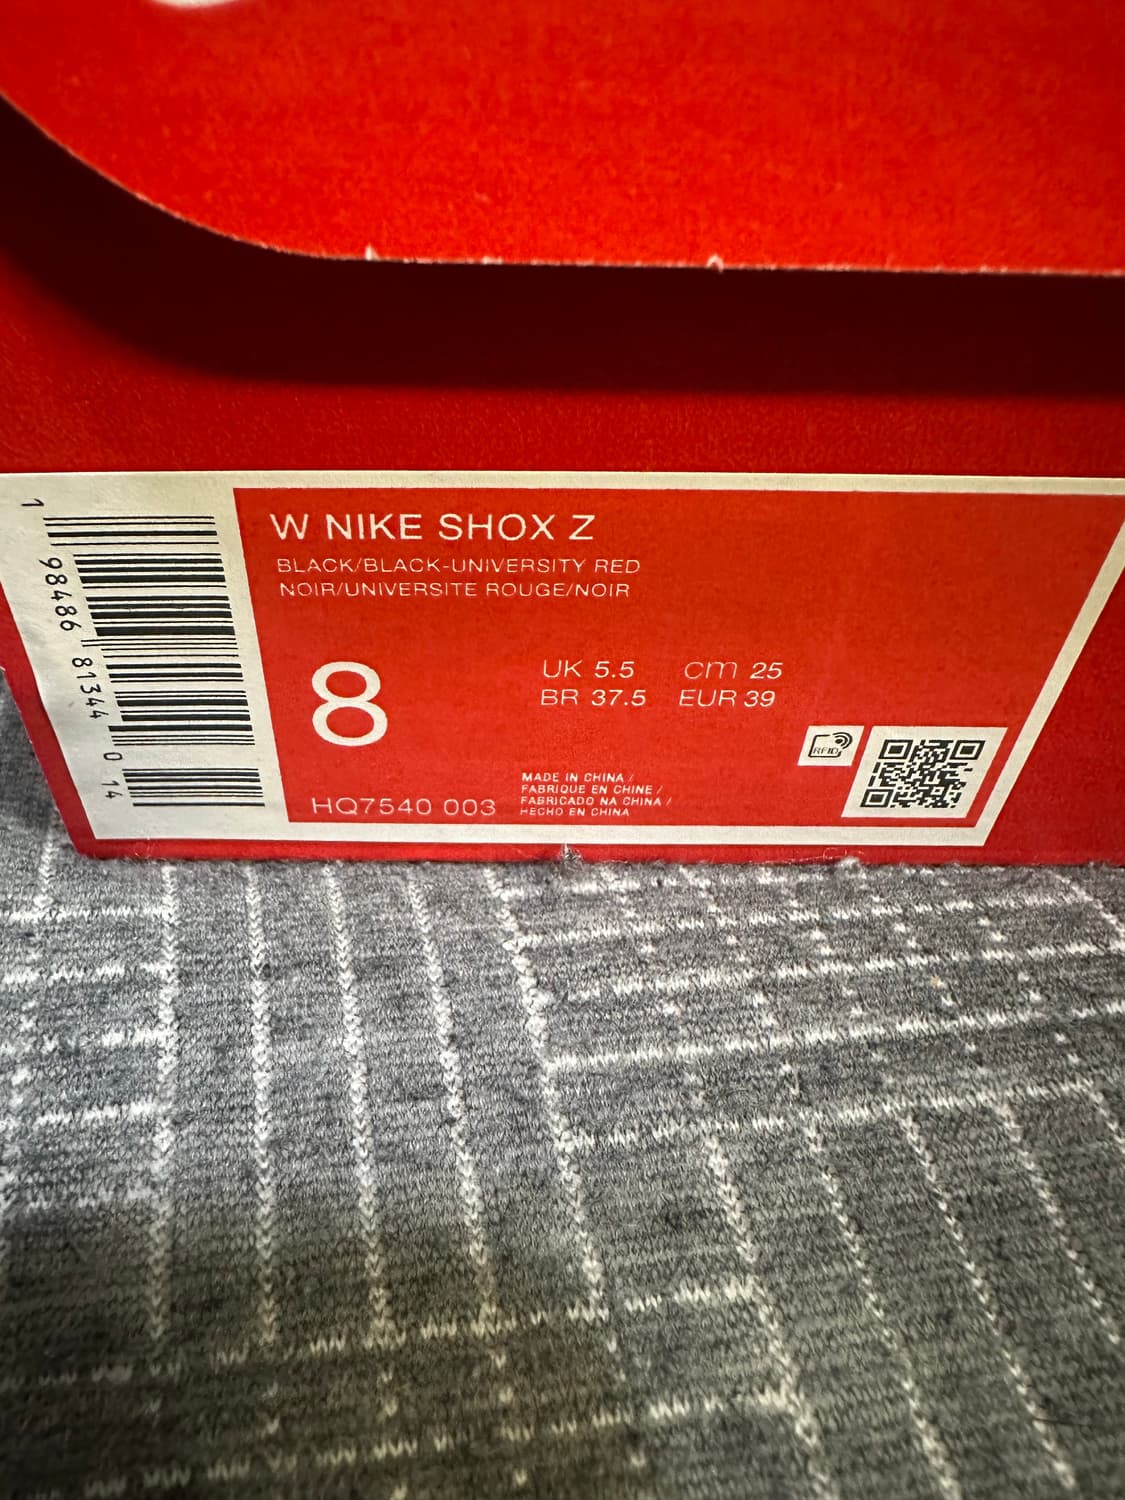 W NIKE SHOX Z
BLACK/BLACK-UNIVERSITY RED
NOIR/UNIVERSITE ROUGE/NOIR
8
UK 5.5 cm 25
BR 37.5 EUR 39
RFID
HQ7540 003
MADE IN CHINA /
FABRIQUE EN CHINE /
FABRICADO NA CHINA /
HECHO EN CHINA
1 98486 81344 0 14